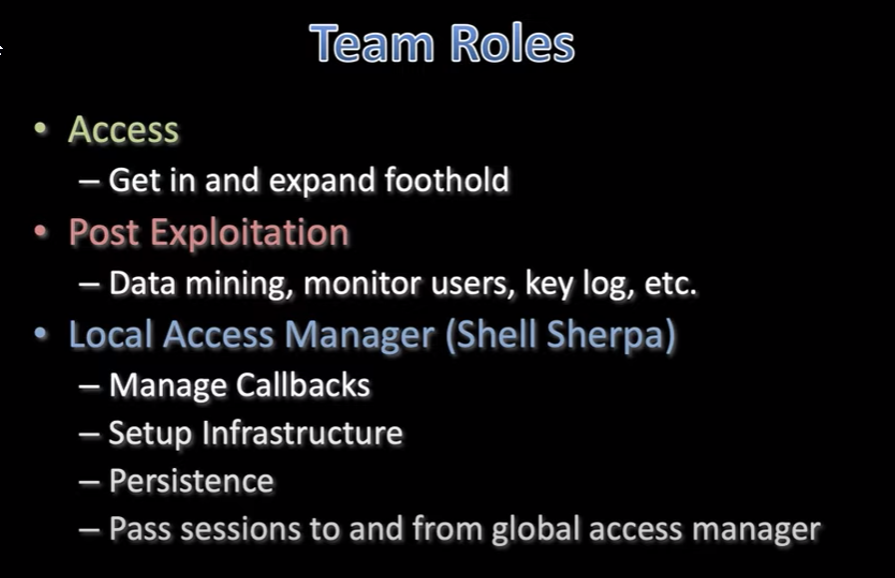 Team Roles
• Access
– Get in and expand foothold
• Post Exploitation
– Data mining, monitor users, key log, etc.
• Local Access Manager (Shell Sherpa)
– Manage Callbacks
– Setup Infrastructure
– Persistence
– Pass sessions to and from global access manager